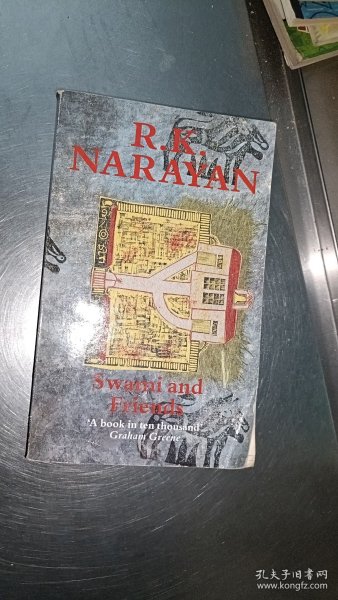 R.K.
NARAYAN
Swami and
Friends
'A book in ten thousand'
Graham Greene
孔夫子旧书网
www.kongfz.com